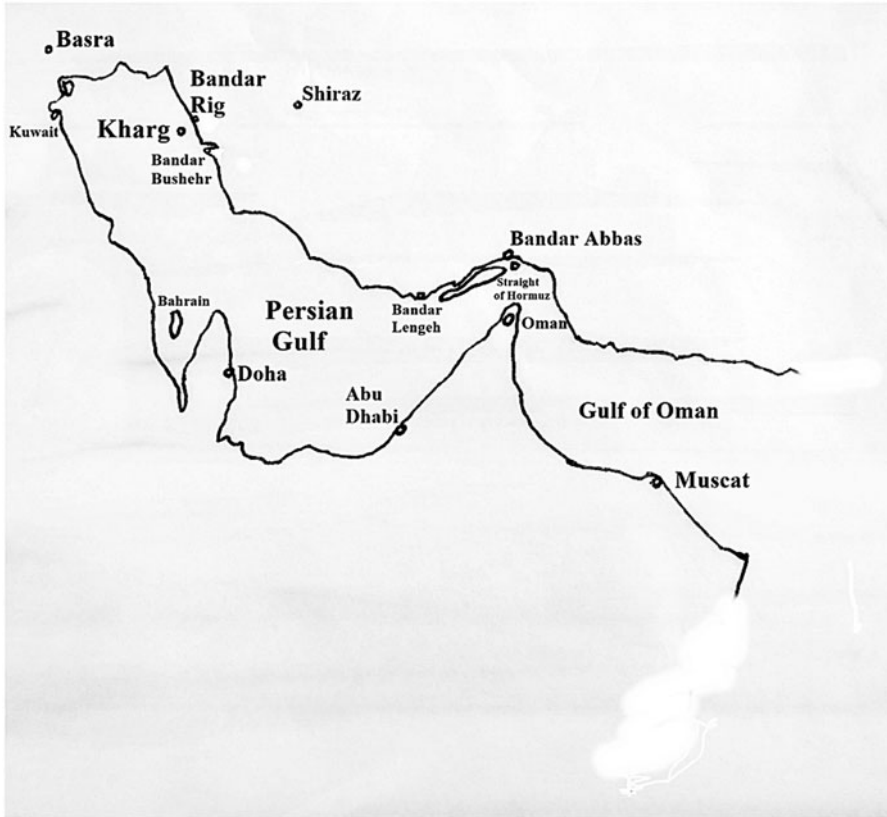 Basra
Bandar
Rig
Shiraz
Kuwait
Kharg
Bandar
Bushehr
Bandar Abbas
Straight
of Hormuz
Bahrain
Persian
Gulf
Bandar
Lengeh
Oman
Doha
Abu
Dhabi
Gulf of Oman
Muscat